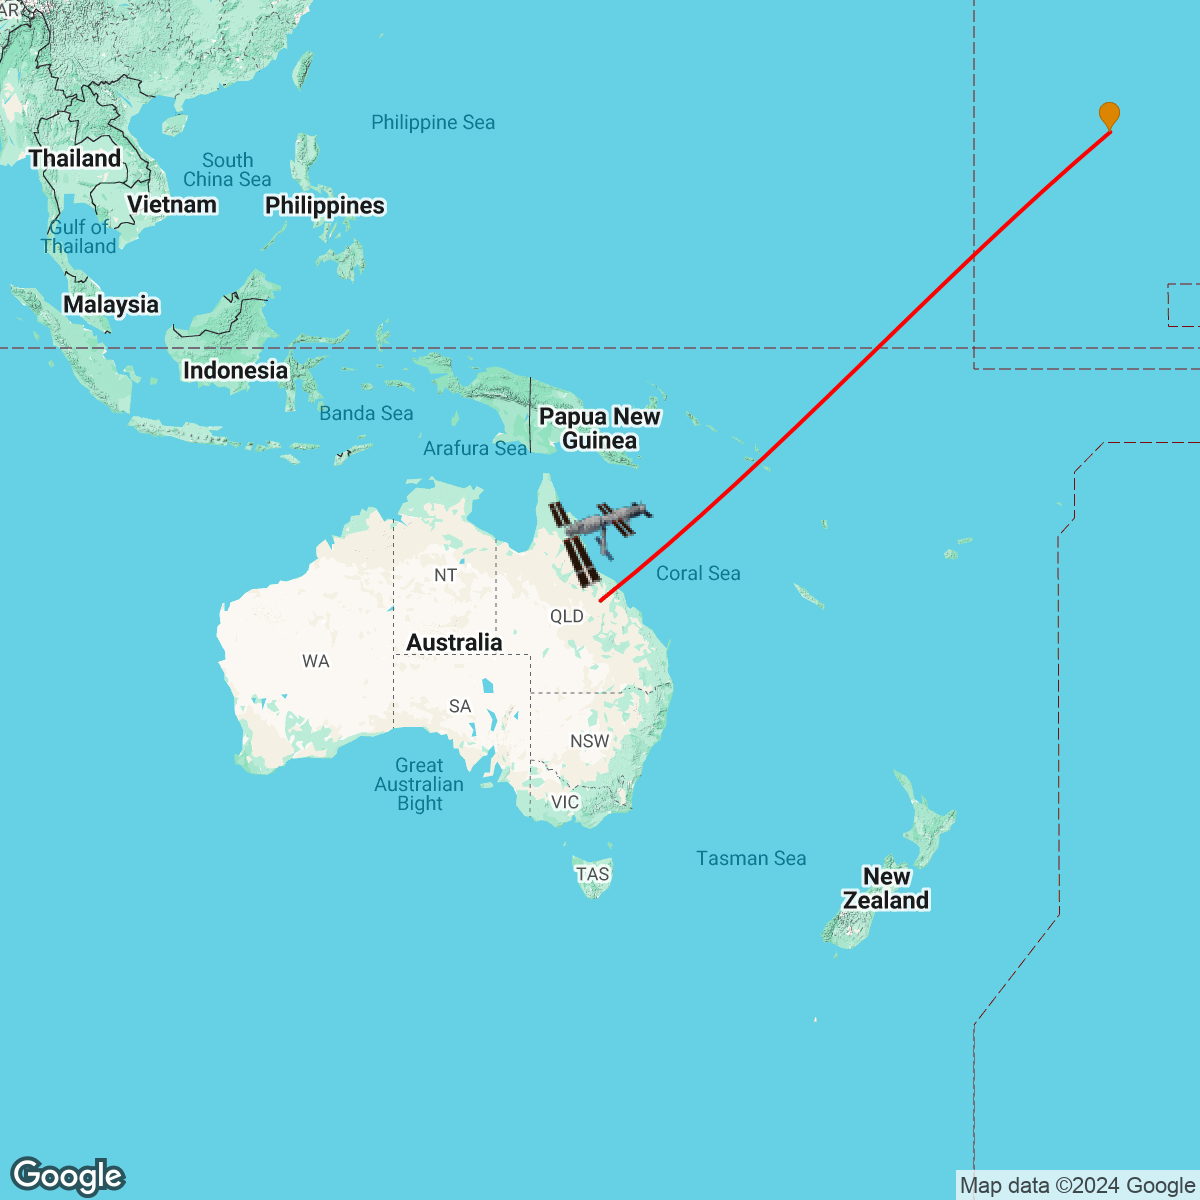 AR
Philippine Sea
Thailand
South
China Sea
Vietnam
Philippines
Gulf of
Thailand
Malaysia
Indonesia
Banda Sea
Papua New
Guinea
Arafura Sea
NT
Coral Sea
QLD
Australia
WA
SA
NSW
Great
Australian
Bight
VIC
Tasman Sea
TAS
New
Zealand
Google
Map data ©2024 Google